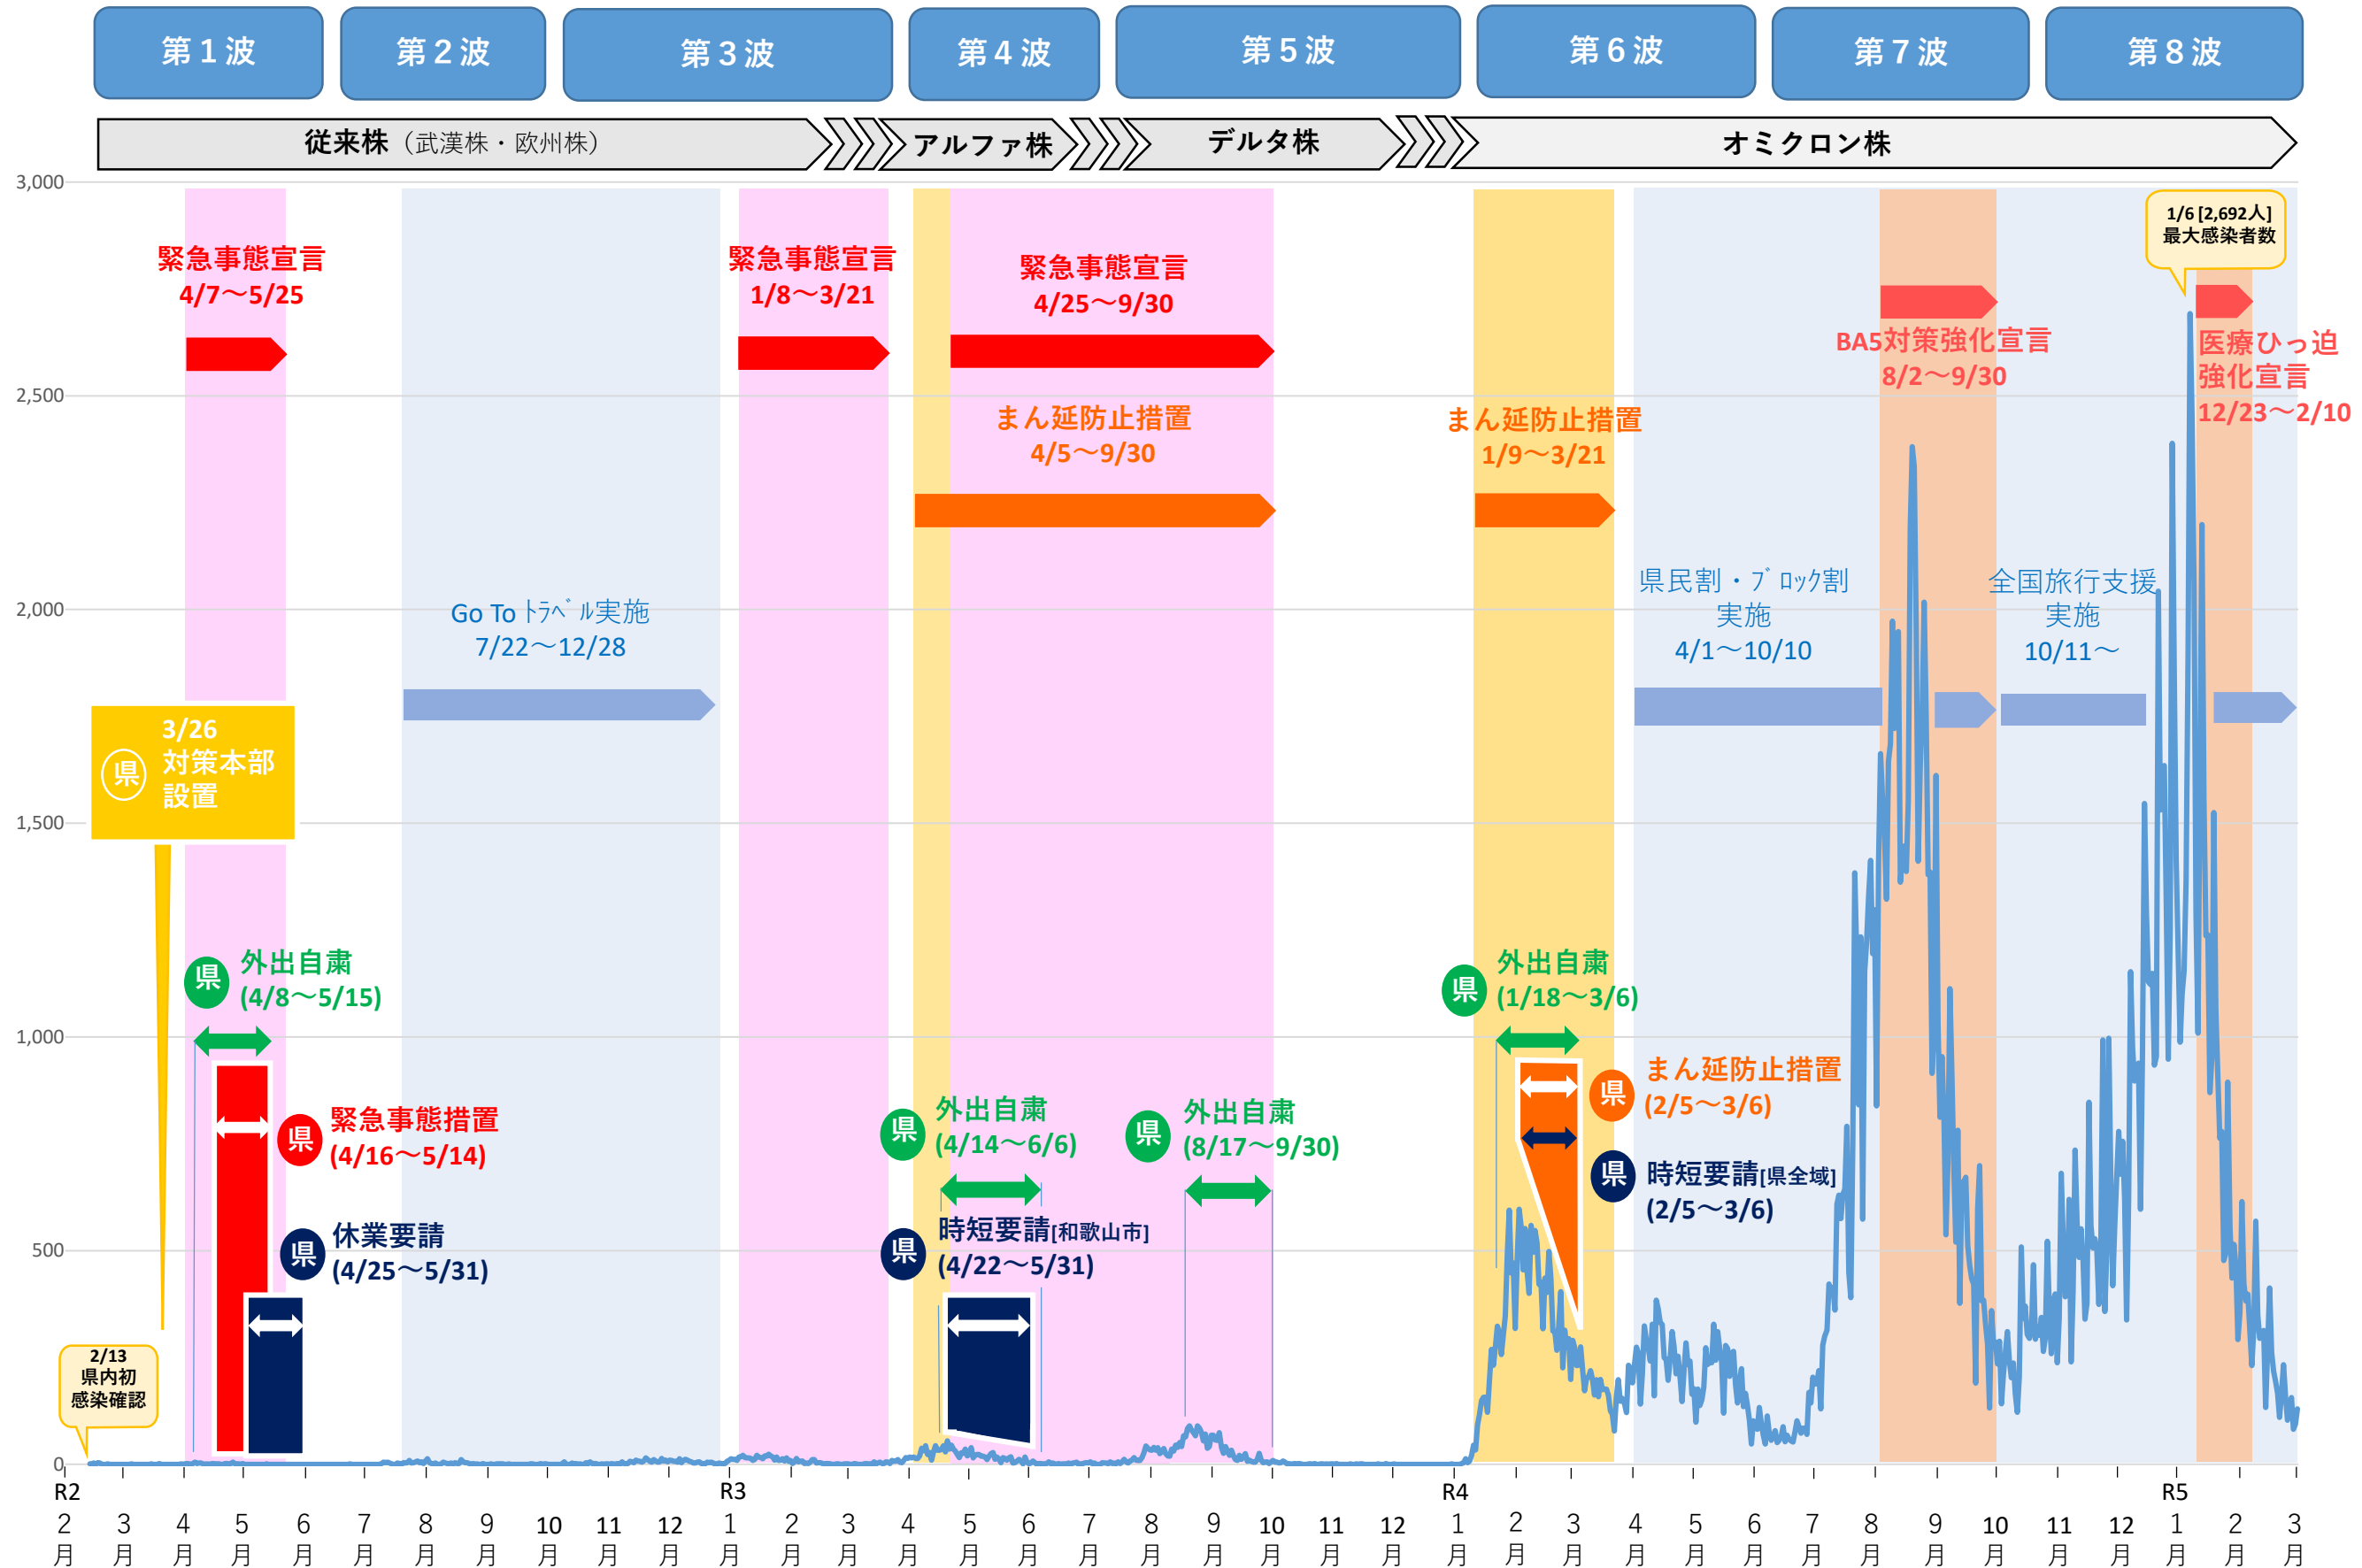 第1波
第2波
第3波
第4波
第5波
第6波
第7波
第8波
従来株（武漢株・欧州株）
アルファ株
デルタ株
オミクロン株
3,000
2,500
2,000
1,500
1,000
500
0
緊急事態宣言
4/7～5/25
緊急事態宣言
1/8～3/21
緊急事態宣言
4/25～9/30
まん延防止措置
4/5～9/30
まん延防止措置
1/9～3/21
BA5対策強化宣言
8/2～9/30
1/6 [2,692人]
最大感染者数
医療ひっ迫
強化宣言
12/23～2/10
Go To ﾄﾗﾍﾞﾙ実施
7/22～12/28
県民割・ﾌﾞﾛｯｸ割
実施
4/1～10/10
全国旅行支援
実施
10/11～
県
3/26
対策本部
設置
2/13
県内初
感染確認
県
外出自粛
(4/8～5/15)
県
緊急事態措置
(4/16～5/14)
県
休業要請
(4/25～5/31)
県
外出自粛
(4/14～6/6)
県
時短要請[和歌山市]
(4/22～5/31)
県
外出自粛
(8/17～9/30)
県
外出自粛
(1/18～3/6)
県
まん延防止措置
(2/5～3/6)
県
時短要請[県全域]
(2/5～3/6)
R2
R3
R4
R5
2月
3月
4月
5月
6月
7月
8月
9月
10月
11月
12月
1月
2月
3月
4月
5月
6月
7月
8月
9月
10月
11月
12月
1月
2月
3月
4月
5月
6月
7月
8月
9月
10月
11月
12月
1月
2月
3月